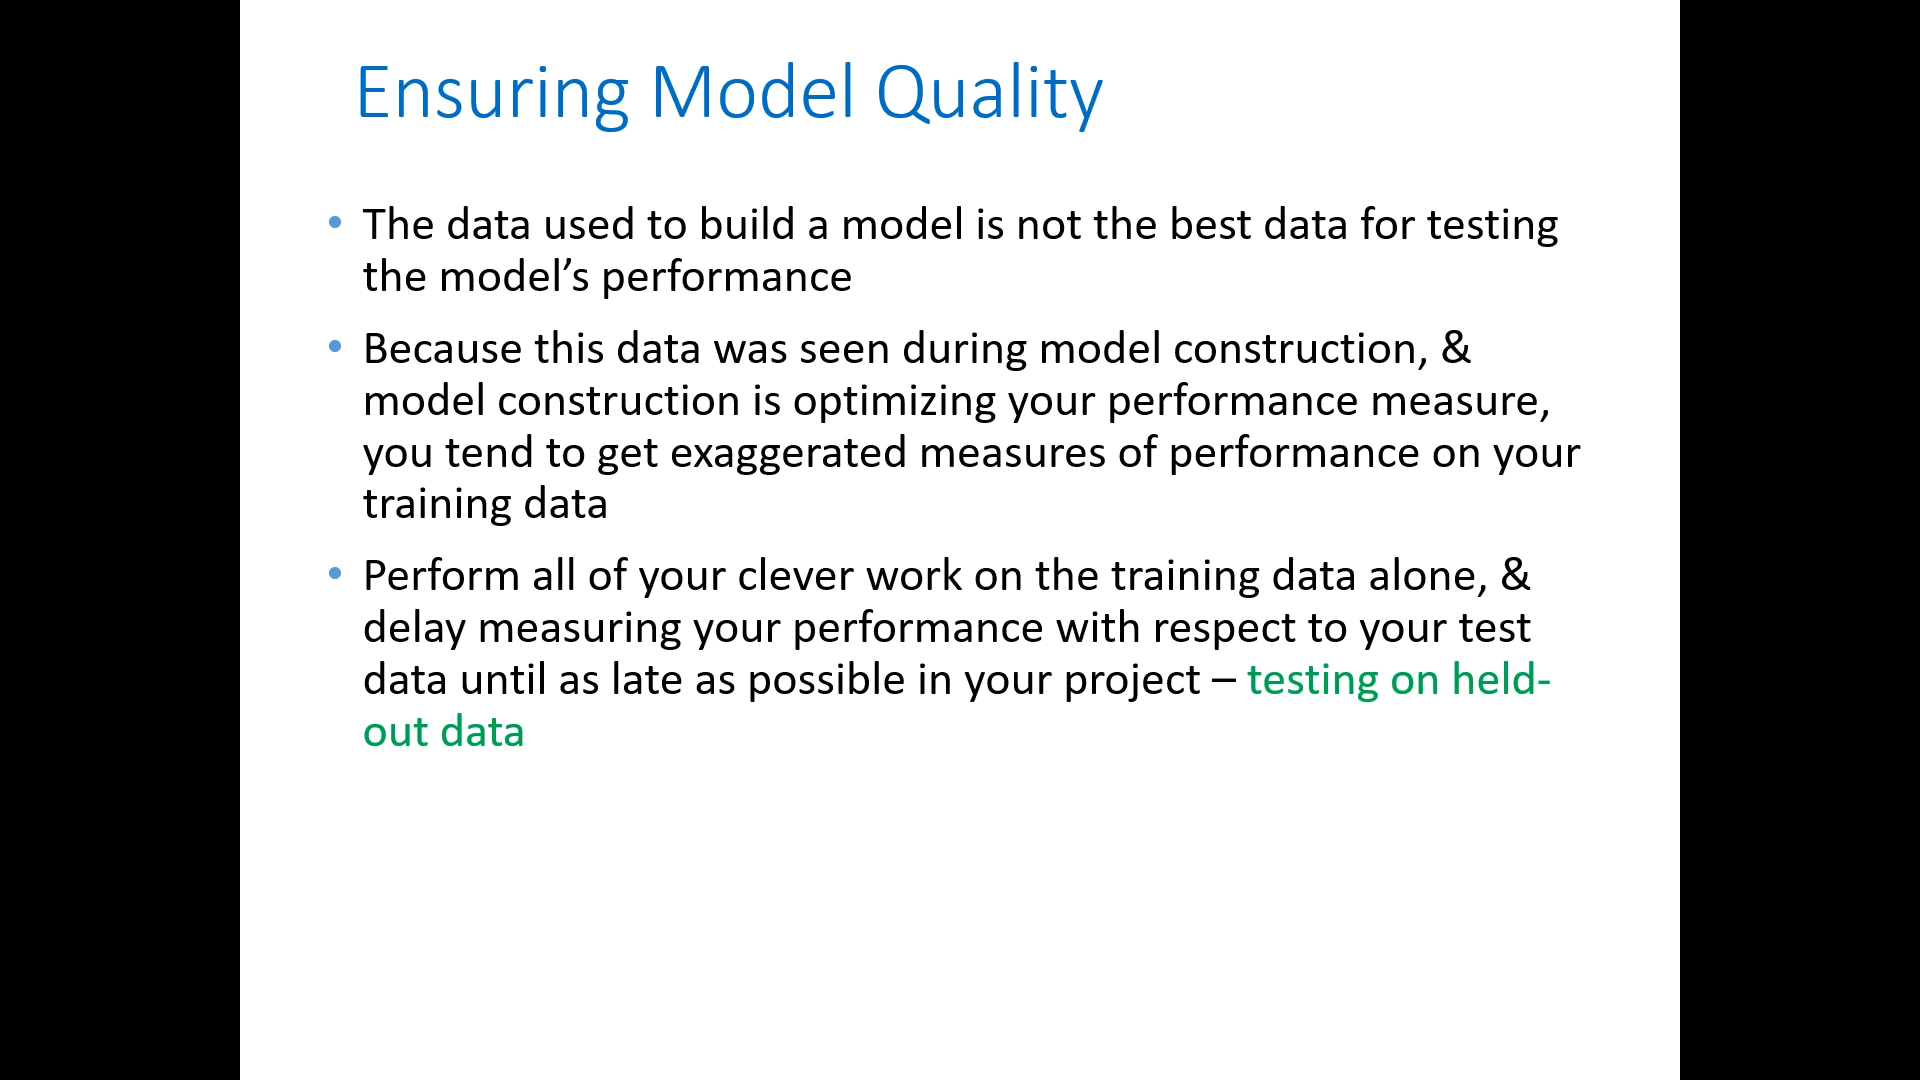 Ensuring Model Quality
• The data used to build a model is not the best data for testing
the model’s performance
• Because this data was seen during model construction, &
model construction is optimizing your performance measure,
you tend to get exaggerated measures of performance on your
training data
• Perform all of your clever work on the training data alone, &
delay measuring your performance with respect to your test
data until as late as possible in your project – testing on held-
out data